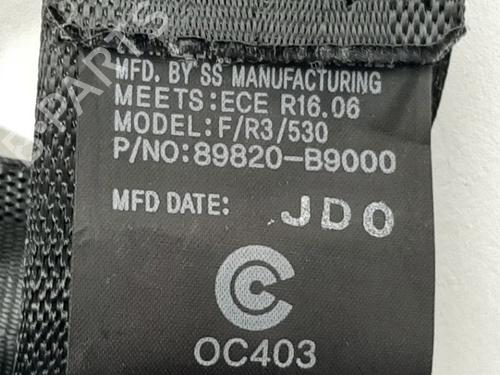 MFD. BY SS MANUFACTURING
MEETS:ECE R16.06
MODEL:F/R3/530
P/NO:89820-B9000
MFD DATE: JDO
C
OC403